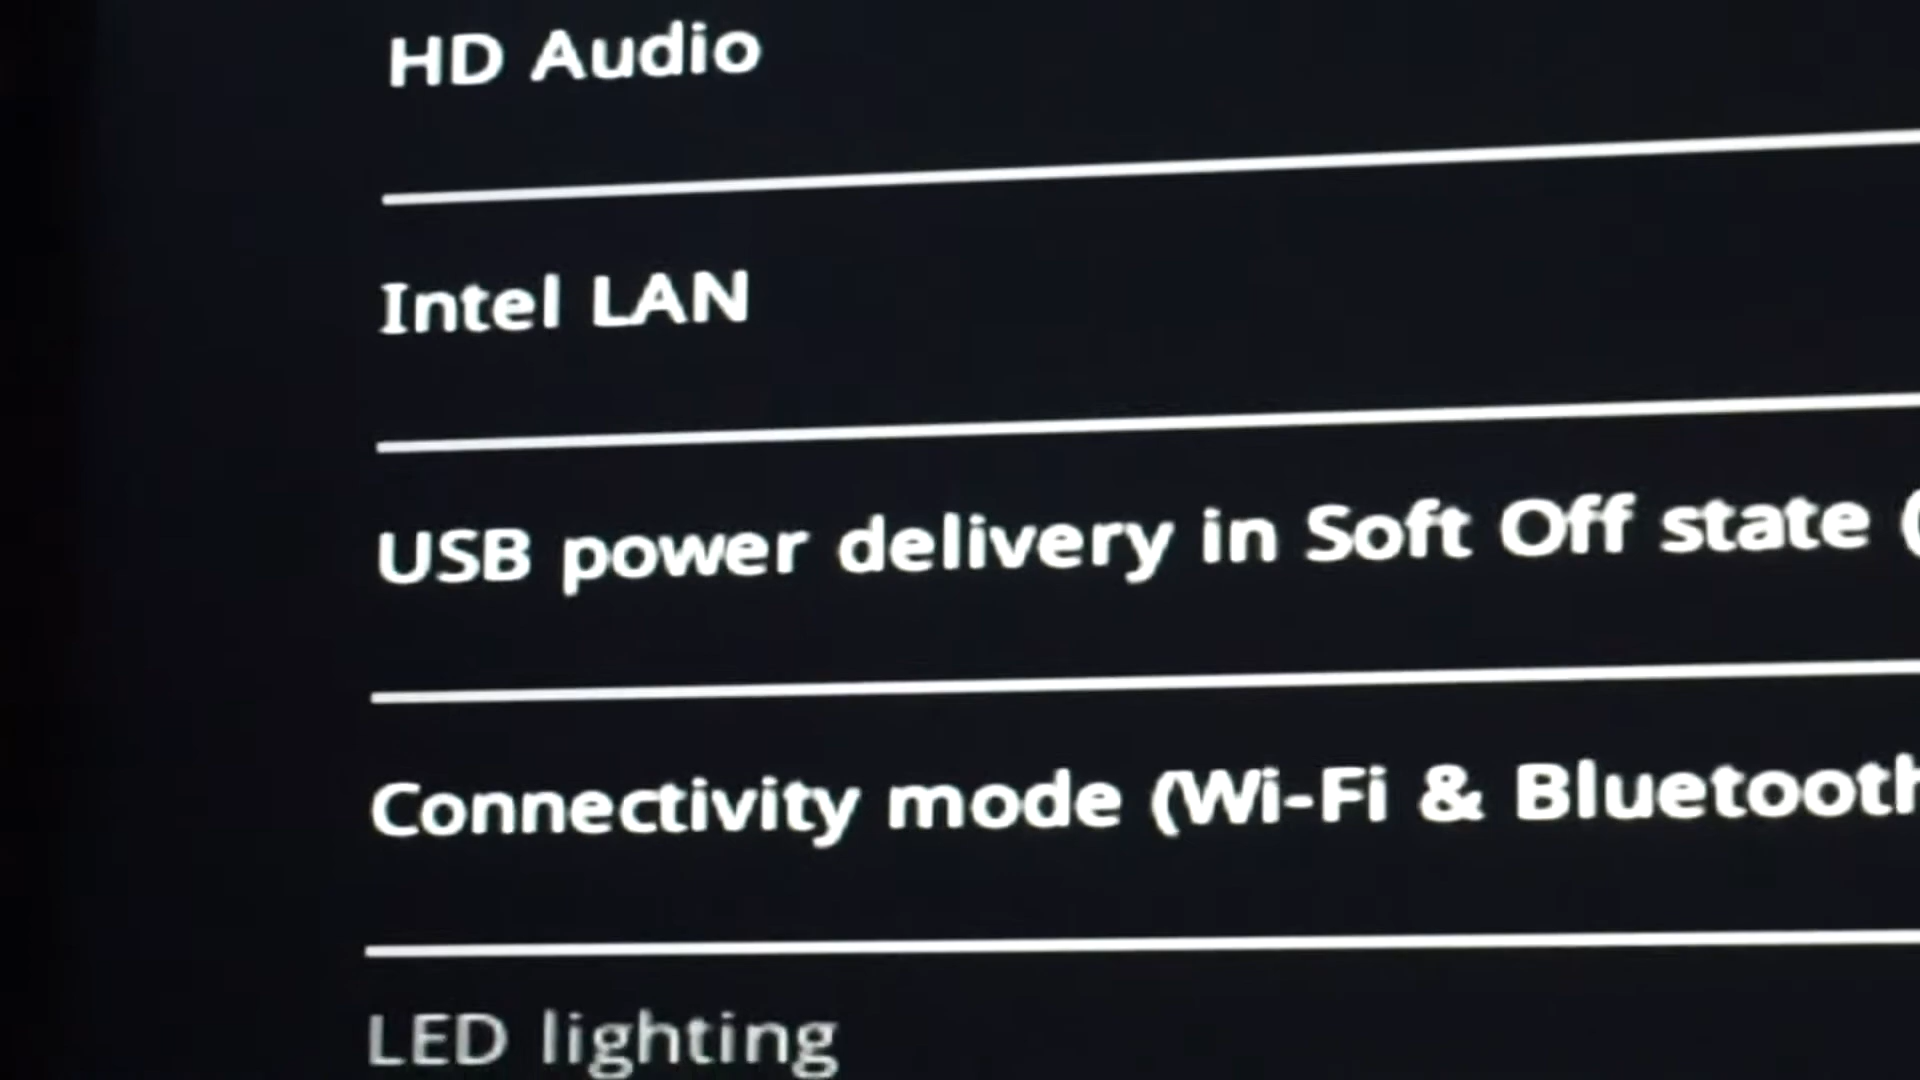 HD Audio
Intel LAN
USB power delivery in Soft Off state (
Connectivity mode (Wi-Fi & Bluetooth
LED lighting